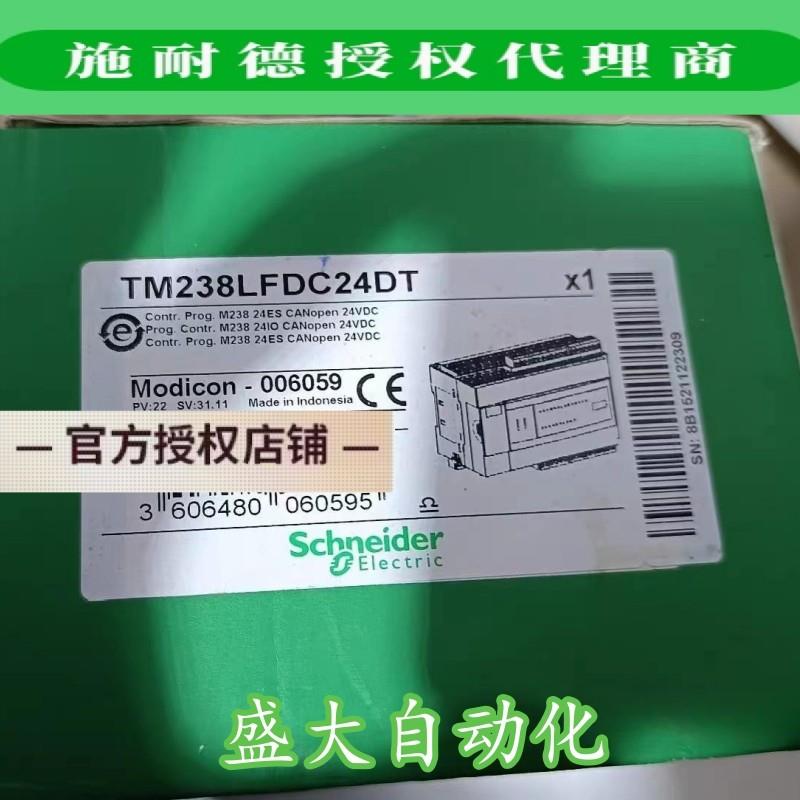 施耐德授权代理商
TM238LFDC24DT x1
Contr. Prog. M238 24ES CANopen 24VDC
Prog. Contr. M238 24IO CANopen 24VDC
Contr. Prog. M238 24ES CANopen 24VDC
Modicon - 006059 CE
PV:22 SV:31.11 Made in Indonesia
— 官方授权店铺 —
3 606480 060595
SN: 8B1521122309
Schneider
Electric
盛大自动化